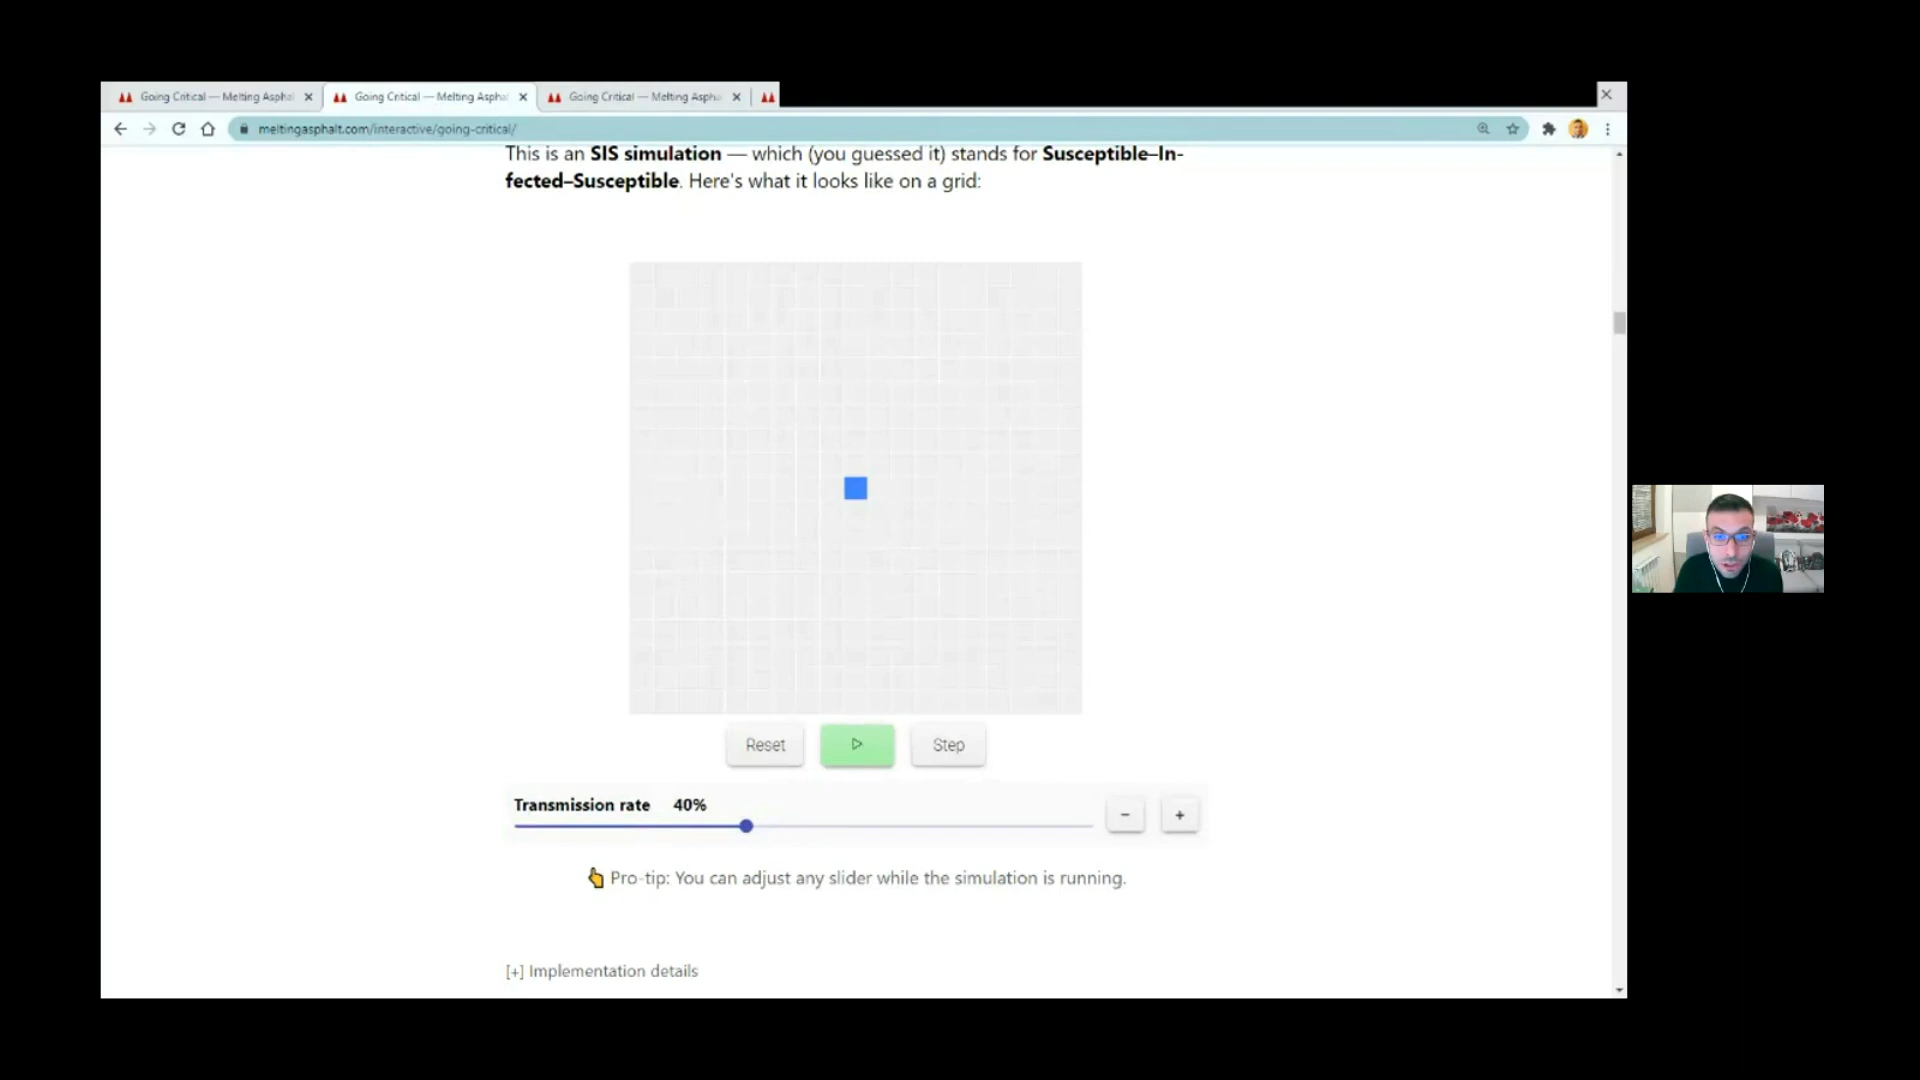 Going Critical — Melting Aspha
Going Critical — Melting Aspha
Going Critical — Melting Aspha
meltingasphalt.com/interactive/going-critical/
This is an SIS simulation — which (you guessed it) stands for Susceptible–In-
fected–Susceptible. Here's what it looks like on a grid:
Reset
Step
Transmission rate 40%
-
+
Pro-tip: You can adjust any slider while the simulation is running.
[+] Implementation details